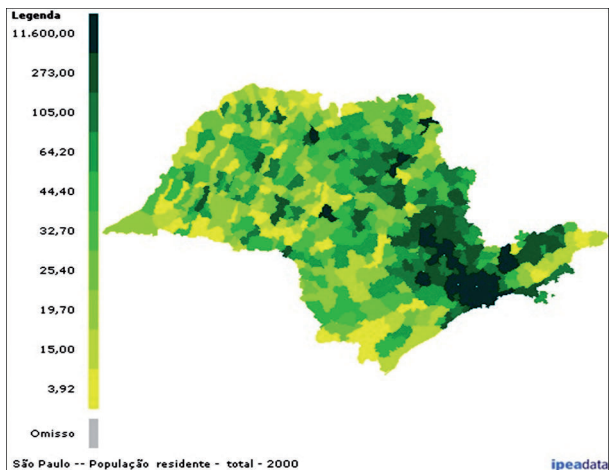 Legenda
11.600,00
273,00
105,00
64,20
44,40
32,70
25,40
19,70
15,00
3,92
Omisso
São Paulo -- População residente - total - 2000
ipeadata